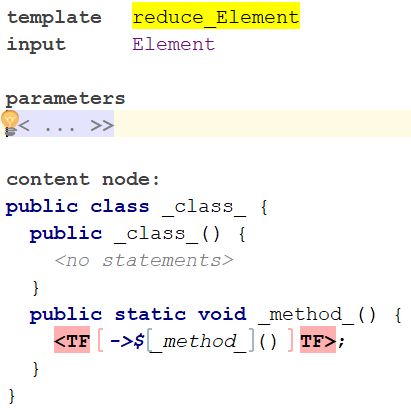 template reduce_Element
input Element
parameters
<< ... >>
content node:
public class _class_ {
public _class_() {
<no statements>
}
public static void _method_() {
<TF [ ->$[_method_]() ] TF>;
}
}